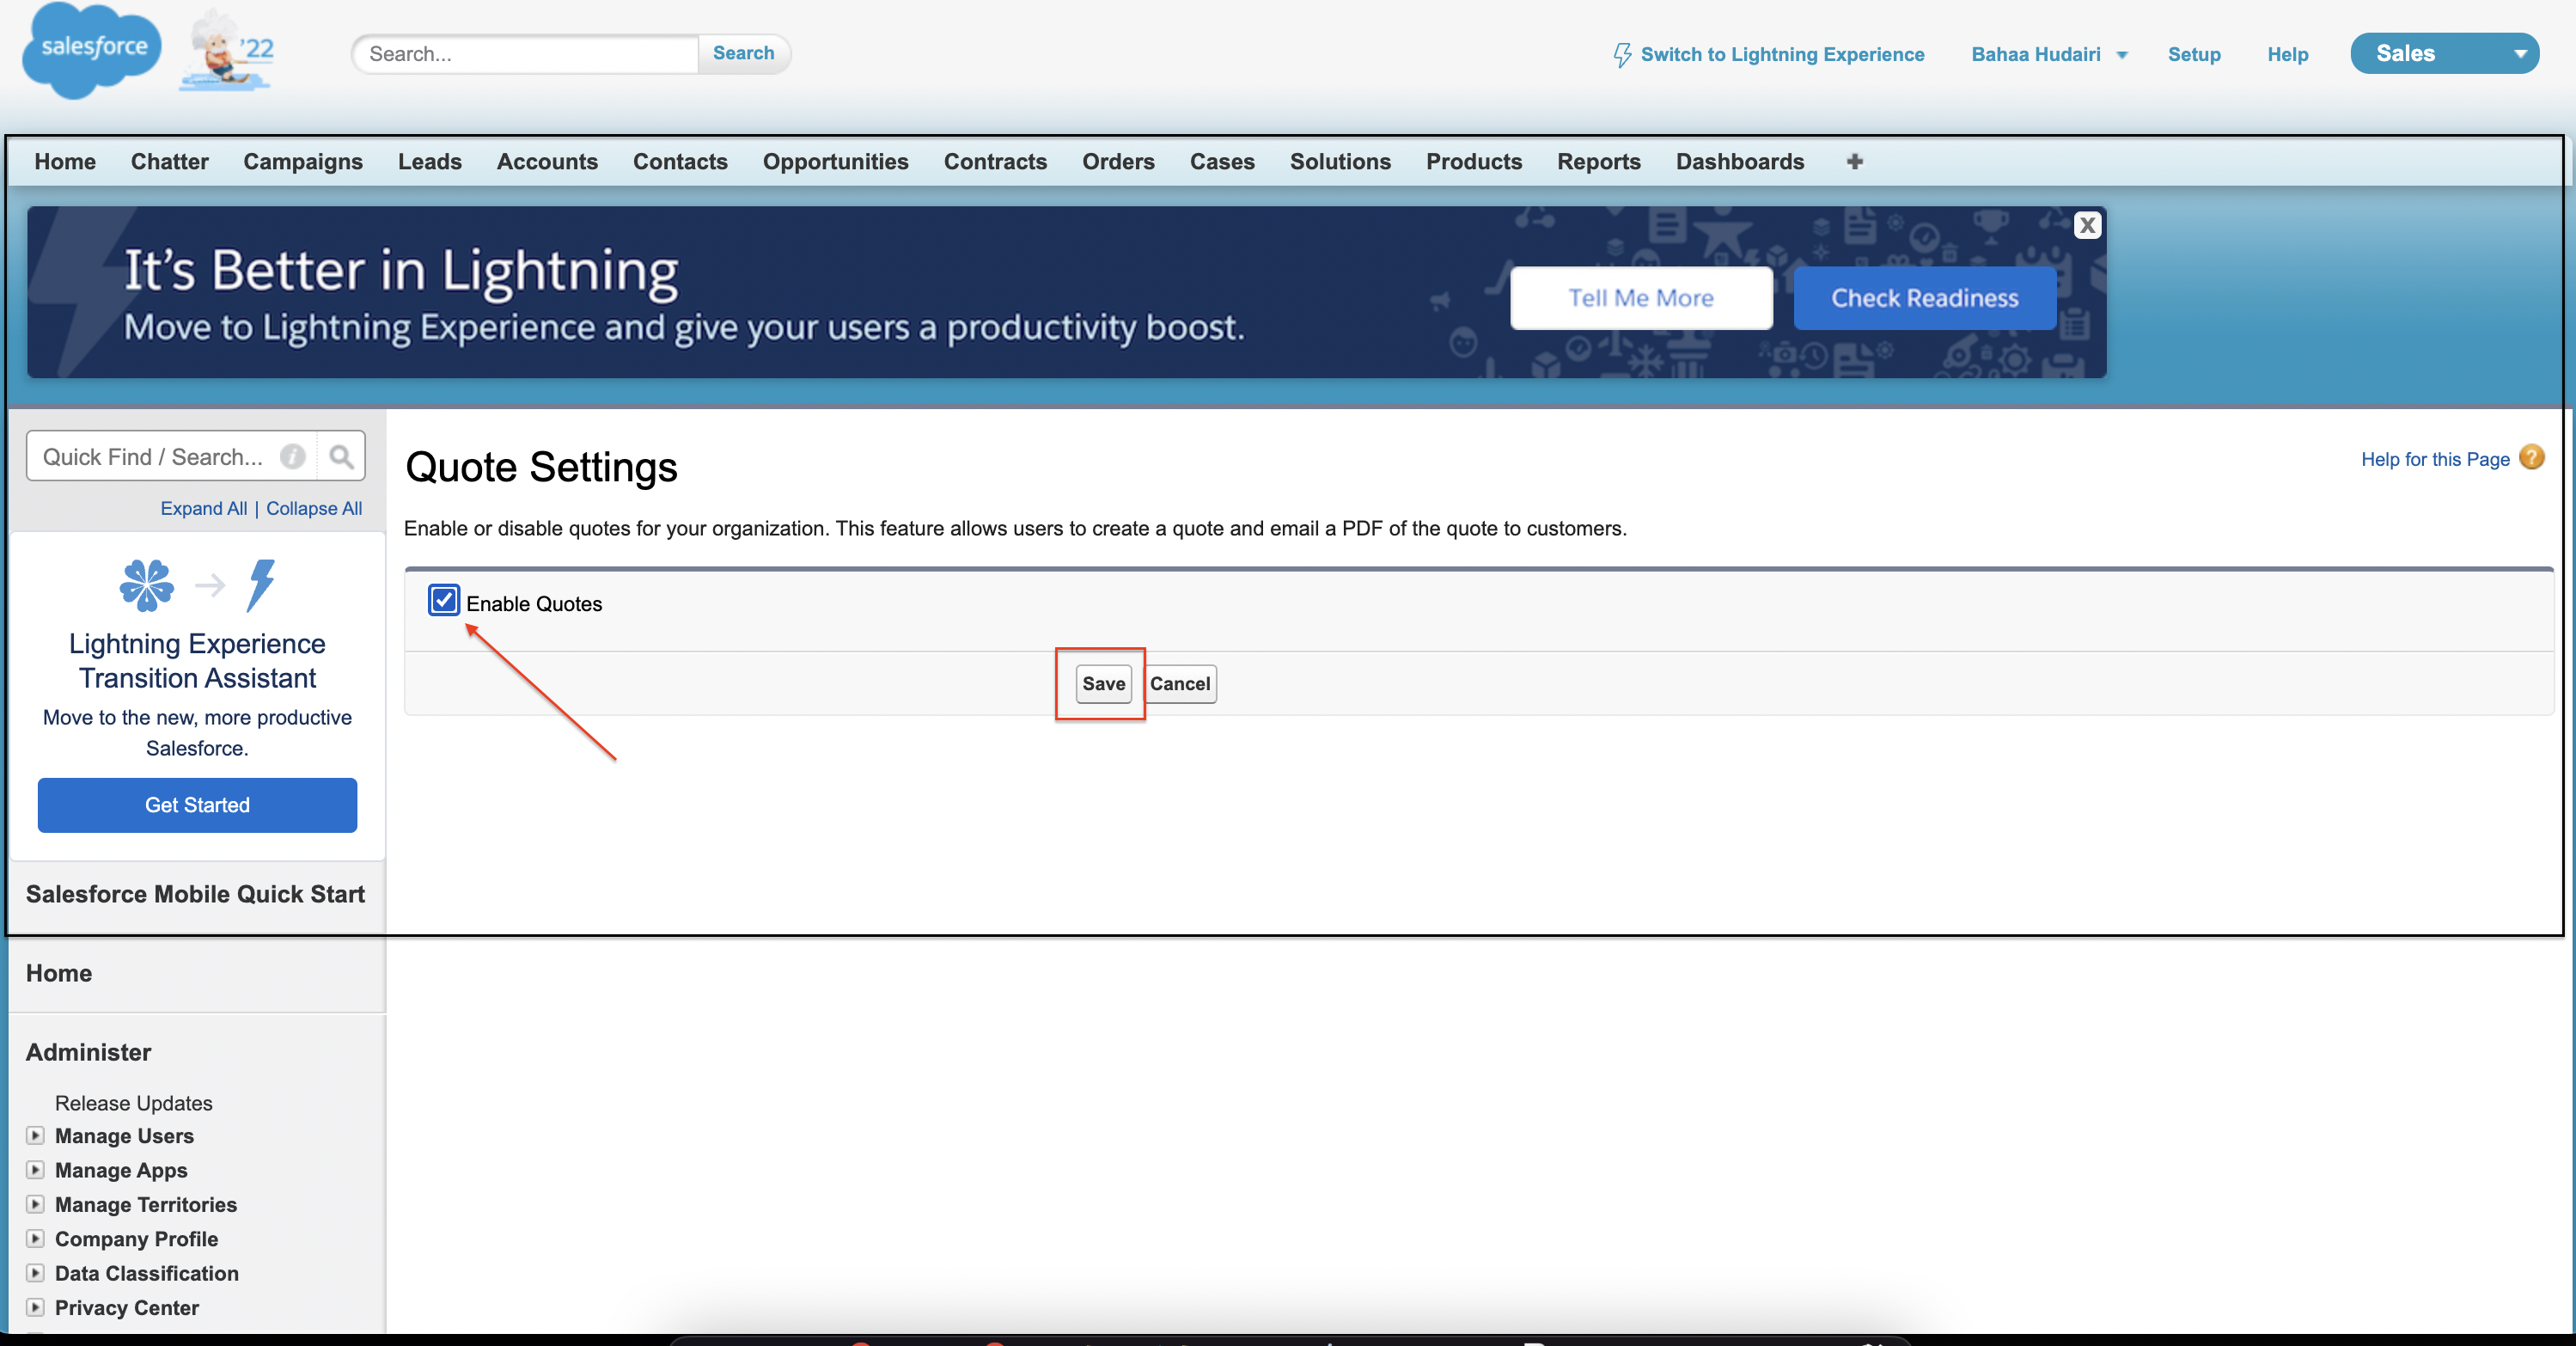 salesforce
'22
Search...
Search
Switch to Lightning Experience
Bahaa Hudairi
Setup
Help
Sales
Home Chatter Campaigns Leads Accounts Contacts Opportunities Contracts Orders Cases Solutions Products Reports Dashboards +
It's Better in Lightning
Move to Lightning Experience and give your users a productivity boost.
Tell Me More
Check Readiness
X
Quick Find / Search...
i
Expand All | Collapse All
Lightning Experience
Transition Assistant
Move to the new, more productive
Salesforce.
Get Started
Salesforce Mobile Quick Start
Home
Administer
Release Updates
Manage Users
Manage Apps
Manage Territories
Company Profile
Data Classification
Privacy Center
Quote Settings
Help for this Page ?
Enable or disable quotes for your organization. This feature allows users to create a quote and email a PDF of the quote to customers.
Enable Quotes
Save Cancel